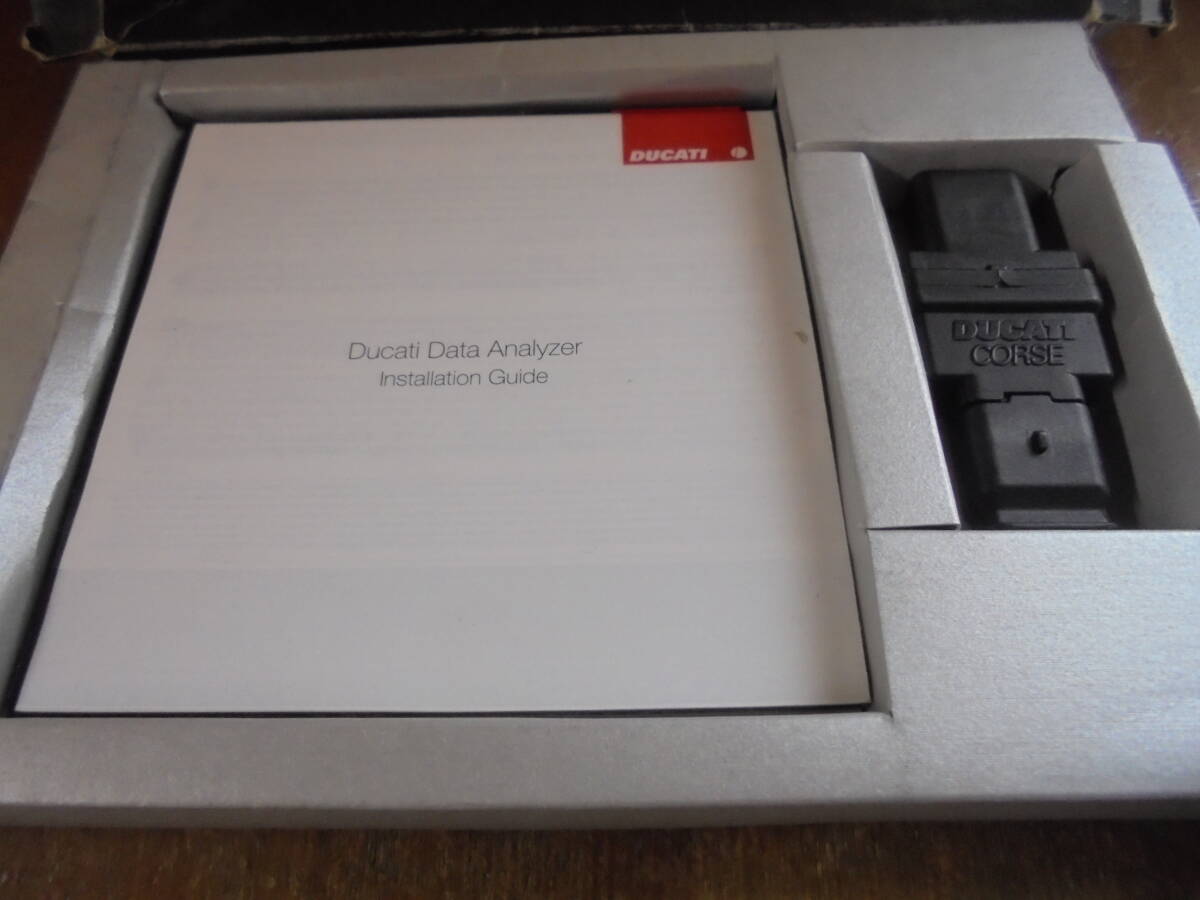 DUCATI
Ducati Data Analyzer
Installation Guide
DUCATI
CORSE